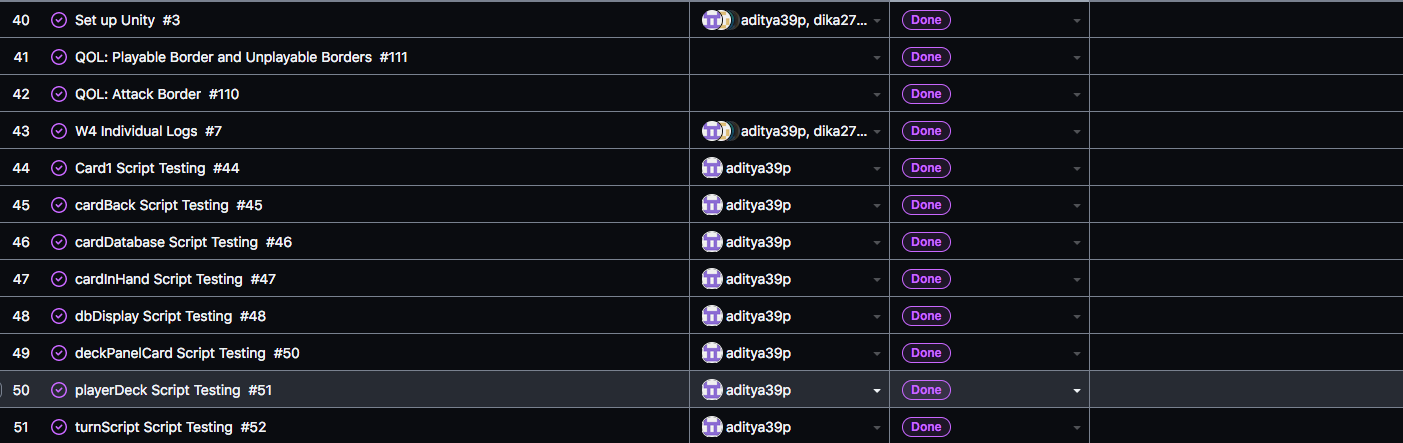 40 Set up Unity #3 aditya39p, dika27... Done
41 QOL: Playable Border and Unplayable Borders #111 Done
42 QOL: Attack Border #110 Done
43 W4 Individual Logs #7 aditya39p, dika27... Done
44 Card1 Script Testing #44 aditya39p Done
45 cardBack Script Testing #45 aditya39p Done
46 cardDatabase Script Testing #46 aditya39p Done
47 cardInHand Script Testing #47 aditya39p Done
48 dbDisplay Script Testing #48 aditya39p Done
49 deckPanelCard Script Testing #50 aditya39p Done
50 playerDeck Script Testing #51 aditya39p Done
51 turnScript Script Testing #52 aditya39p Done